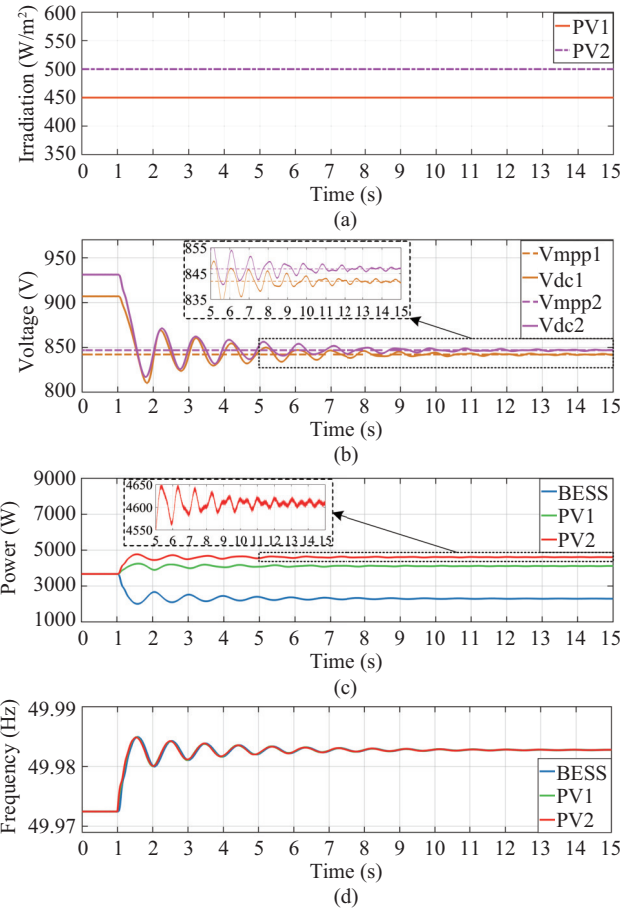 600
550
500
450
400
350
Irradiation (W/m²)
PV1
PV2
0 1 2 3 4 5 6 7 8 9 10 11 12 13 14 15
Time (s)
(a)
950
900
850
800
Voltage (V)
855
845
835
5 6 7 8 9 10 11 12 13 14 15
Vmpp1
Vdc1
Vmpp2
Vdc2
0 1 2 3 4 5 6 7 8 9 10 11 12 13 14 15
Time (s)
(b)
9000
7000
5000
3000
1000
Power (W)
4650
4600
4550
5 6 7 8 9 10 11 12 13 14 15
BESS
PV1
PV2
0 1 2 3 4 5 6 7 8 9 10 11 12 13 14 15
Time (s)
(c)
49.99
49.98
49.97
Frequency (Hz)
BESS
PV1
PV2
0 1 2 3 4 5 6 7 8 9 10 11 12 13 14 15
Time (s)
(d)